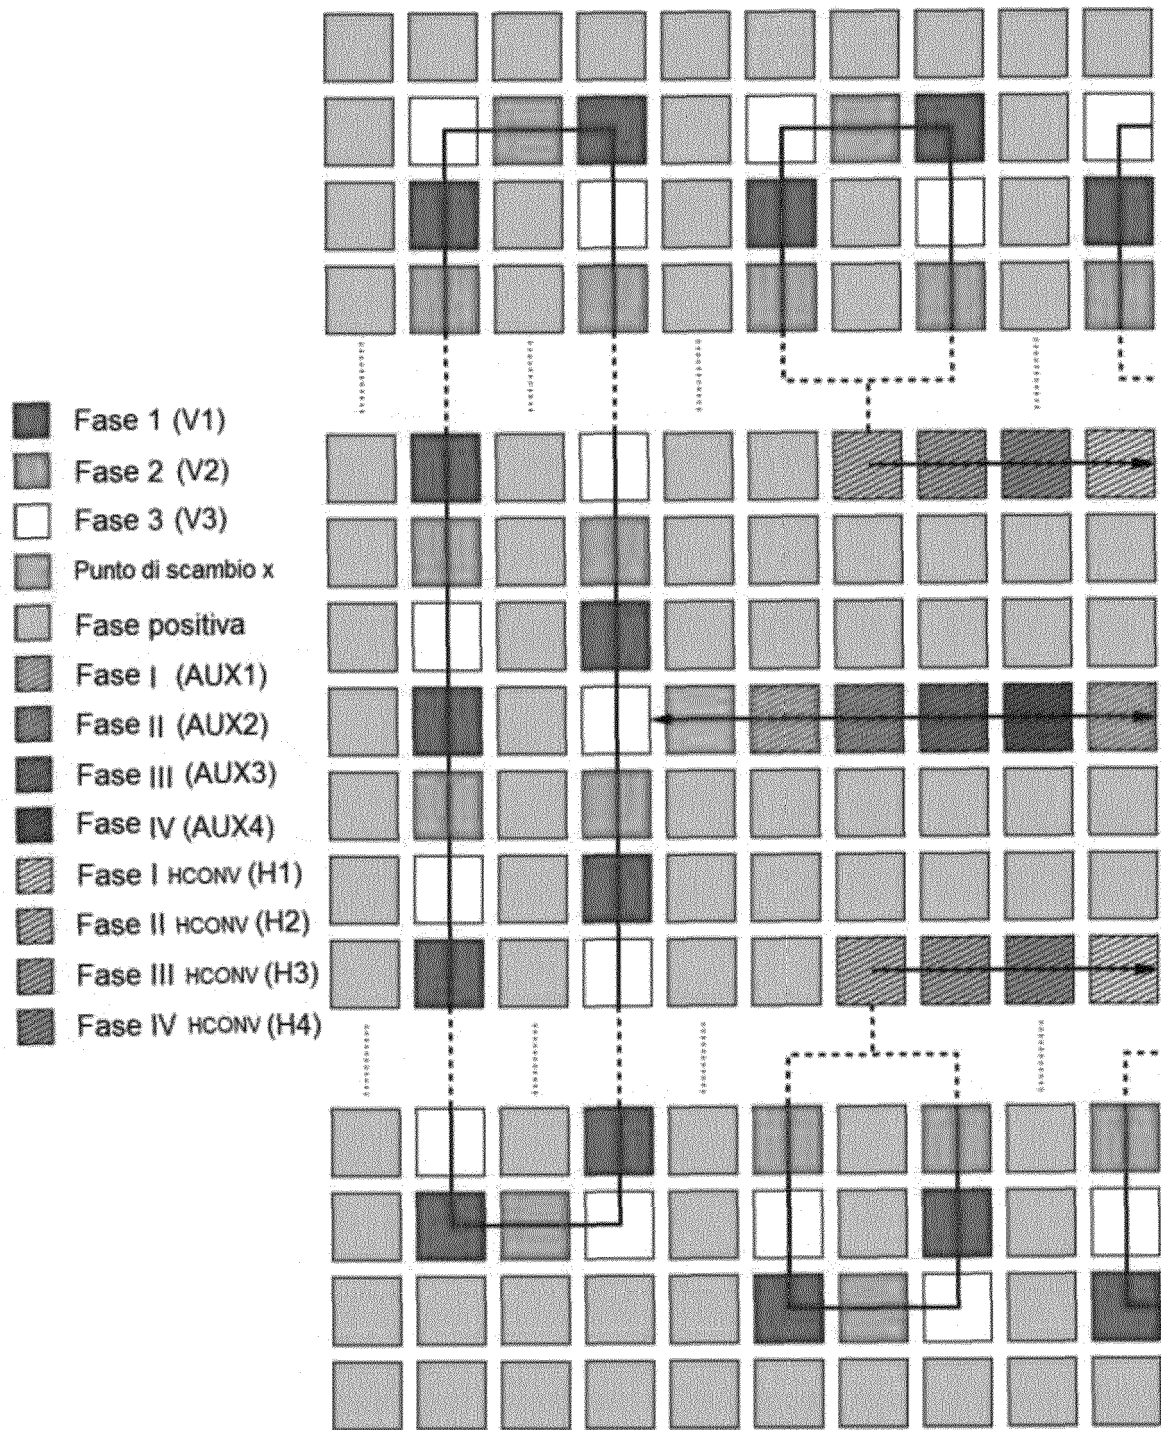 Fase 1 (V1)
Fase 2 (V2)
Fase 3 (V3)
Punto di scambio x
Fase positiva
Fase I (AUX1)
Fase II (AUX2)
Fase III (AUX3)
Fase IV (AUX4)
Fase I HCONV (H1)
Fase II HCONV (H2)
Fase III HCONV (H3)
Fase IV HCONV (H4)